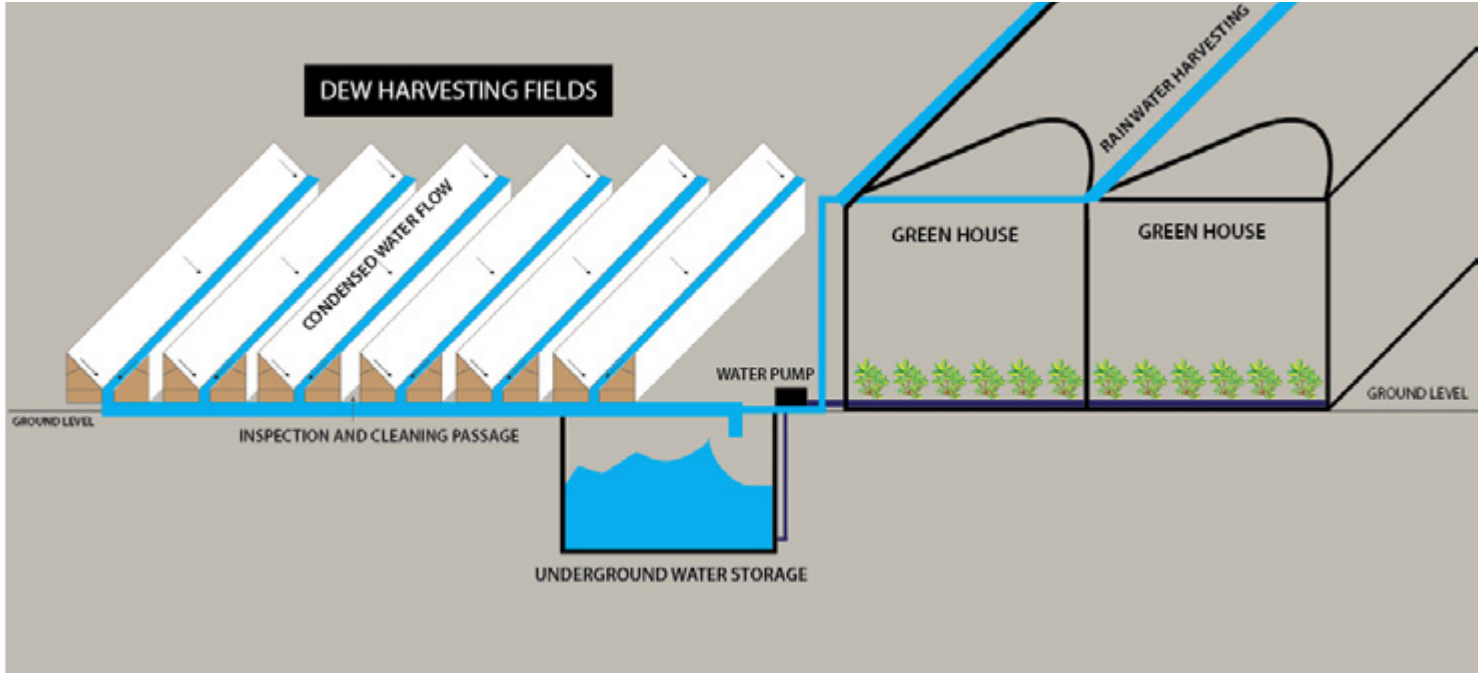 DEW HARVESTING FIELDS
RAIN WATER HARVESTING
CONDENSED WATER FLOW
GREEN HOUSE
GREEN HOUSE
WATER PUMP
GROUND LEVEL
GROUND LEVEL
INSPECTION AND CLEANING PASSAGE
UNDERGROUND WATER STORAGE